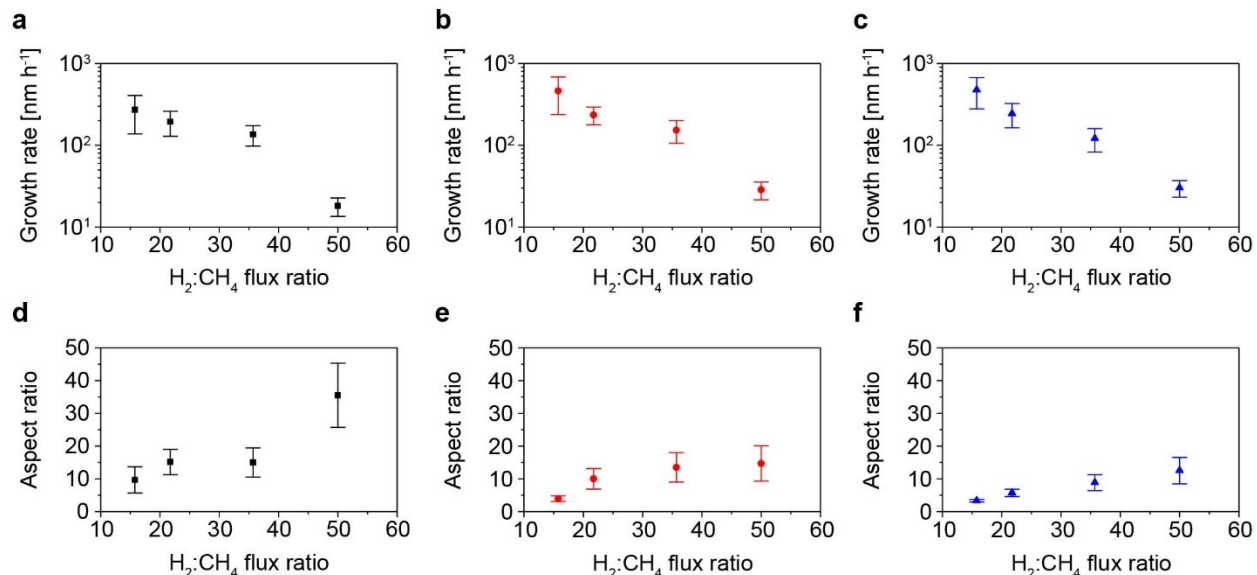 a
Growth rate [nm h⁻¹]
10³
10²
10¹
10 20 30 40 50 60
H₂:CH₄ flux ratio
b
Growth rate [nm h⁻¹]
10³
10²
10¹
10 20 30 40 50 60
H₂:CH₄ flux ratio
c
Growth rate [nm h⁻¹]
10³
10²
10¹
10 20 30 40 50 60
H₂:CH₄ flux ratio
d
Aspect ratio
50
40
30
20
10
0
10 20 30 40 50 60
H₂:CH₄ flux ratio
e
Aspect ratio
50
40
30
20
10
0
10 20 30 40 50 60
H₂:CH₄ flux ratio
f
Aspect ratio
50
40
30
20
10
0
10 20 30 40 50 60
H₂:CH₄ flux ratio